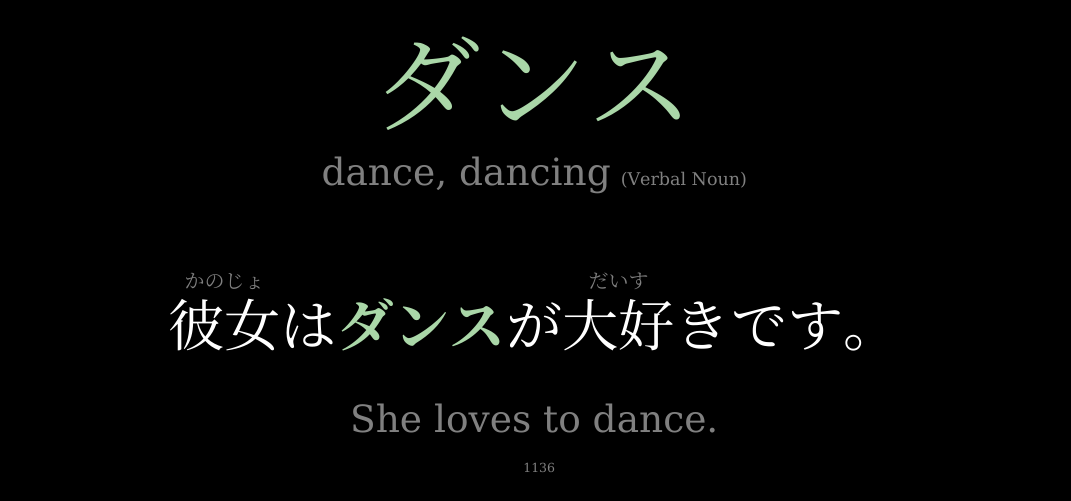 ダンス
dance, dancing (Verbal Noun)
かのじょ だいす
彼女はダンスが大好きです。
She loves to dance.
1136